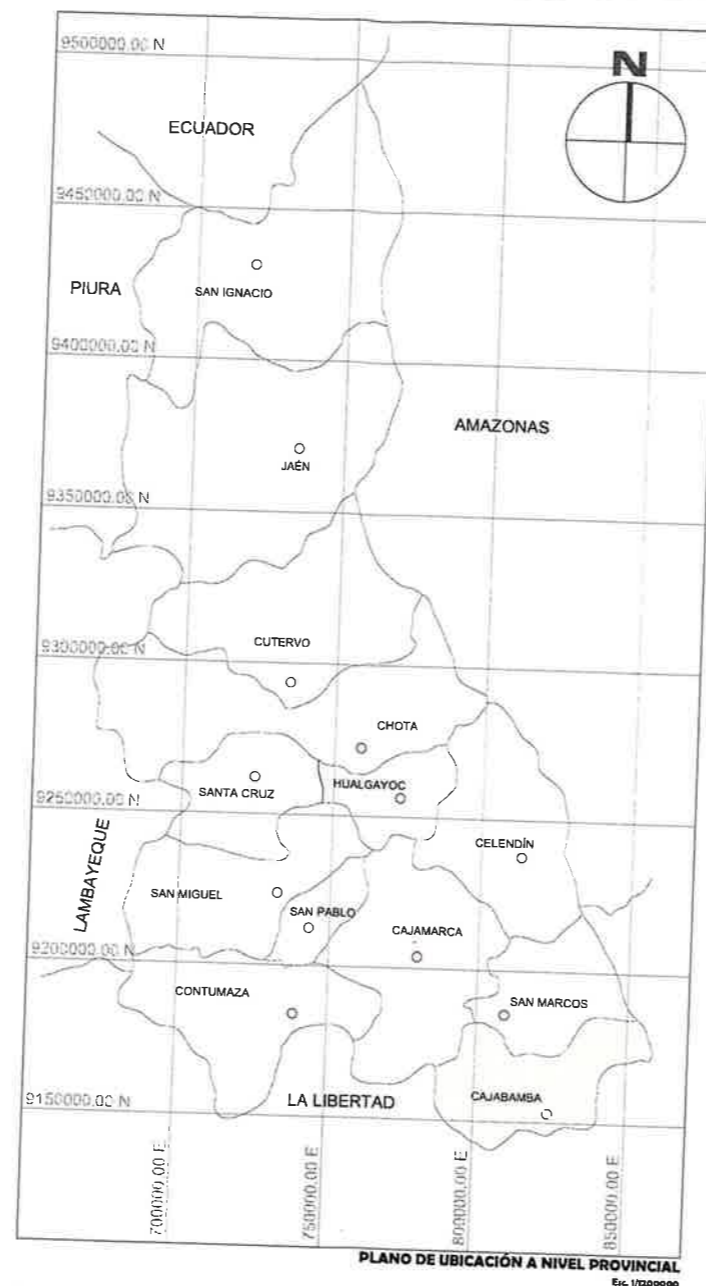 9500000.00 N
N
ECUADOR
9450000.00 N
PIURA
SAN IGNACIO
9400000.00 N
AMAZONAS
JAÉN
9350000.00 N
CUTERVO
9300000.00 N
CHOTA
HUALGAYOC
SANTA CRUZ
9250000.00 N
CELENDÍN
LAMBAYEQUE
SAN MIGUEL
SAN PABLO
CAJAMARCA
9200000.00 N
CONTUMAZA
SAN MARCOS
CAJABAMBA
LA LIBERTAD
9150000.00 N
700000.00 E
750000.00 E
800000.00 E
850000.00 E
PLANO DE UBICACIÓN A NIVEL PROVINCIAL